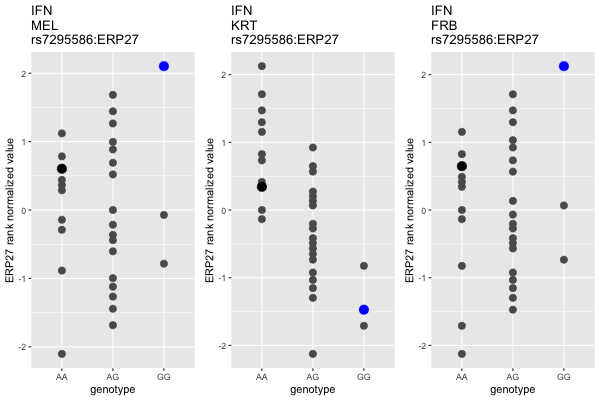 IFN
MEL
rs7295586:ERP27
ERP27 rank normalized value
2
1
0
-1
-2
AA
AG
GG
genotype
IFN
KRT
rs7295586:ERP27
ERP27 rank normalized value
2
1
0
-1
-2
AA
AG
GG
genotype
IFN
FRB
rs7295586:ERP27
ERP27 rank normalized value
2
1
0
-1
-2
AA
AG
GG
genotype